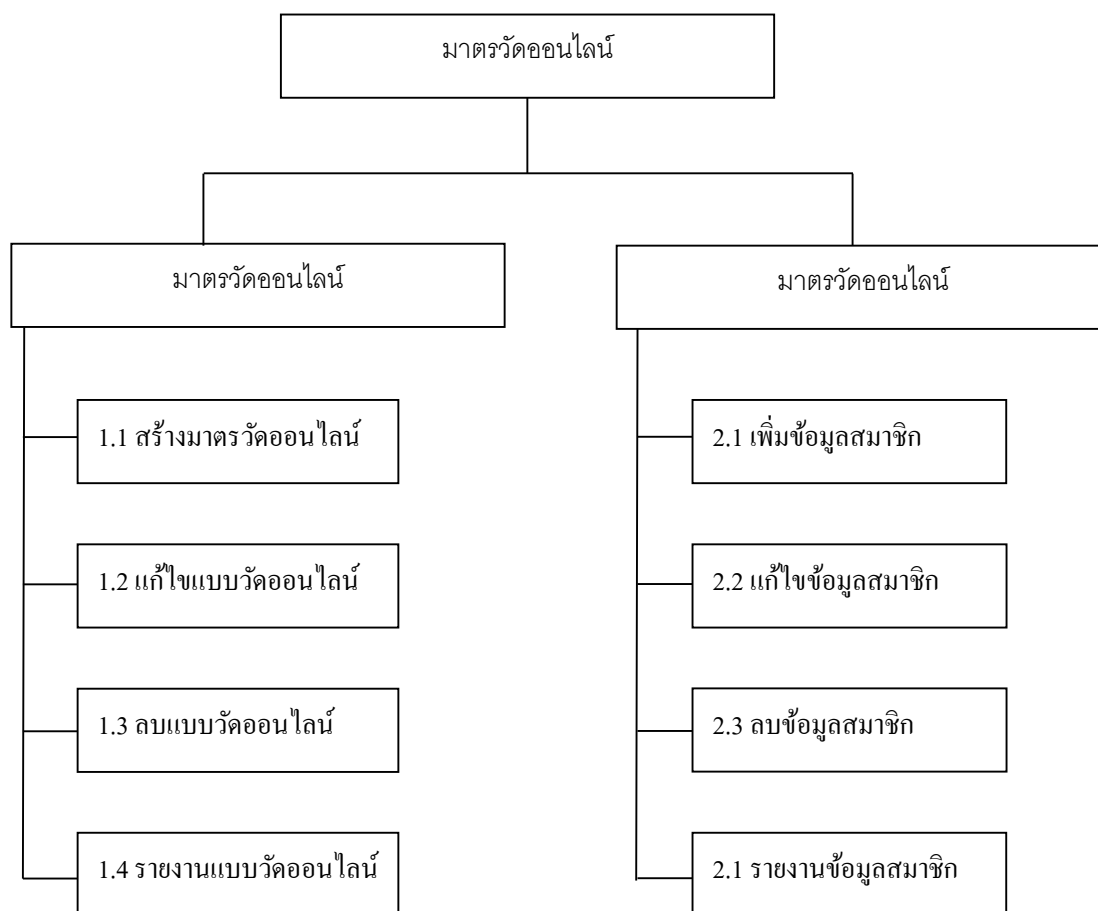 มาตรวัดออนไลน์
มาตรวัดออนไลน์
1.1 สร้างมาตรวัดออนไลน์
1.2 แก้ไขแบบวัดออนไลน์
1.3 ลบแบบวัดออนไลน์
1.4 รายงานแบบวัดออนไลน์
มาตรวัดออนไลน์
2.1 เพิ่มข้อมูลสมาชิก
2.2 แก้ไขข้อมูลสมาชิก
2.3 ลบข้อมูลสมาชิก
2.1 รายงานข้อมูลสมาชิก